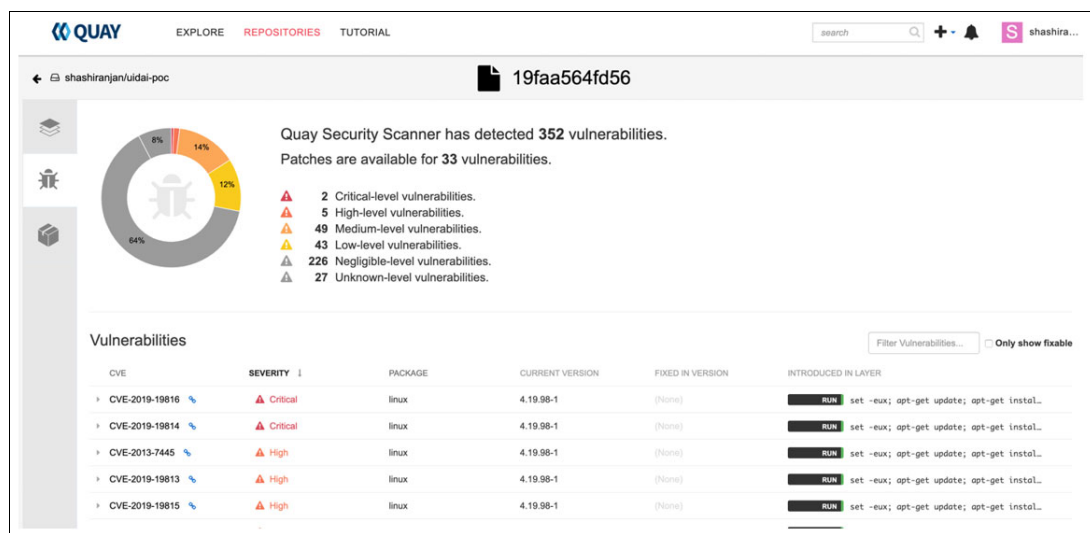 QUAY EXPLORE REPOSITORIES TUTORIAL search S shashira...
shashiranjan/uidai-poc 19faa564fd56
Quay Security Scanner has detected 352 vulnerabilities.
Patches are available for 33 vulnerabilities.
8%
14%
12%
64%
2 Critical-level vulnerabilities.
5 High-level vulnerabilities.
49 Medium-level vulnerabilities.
43 Low-level vulnerabilities.
226 Negligible-level vulnerabilities.
27 Unknown-level vulnerabilities.
Vulnerabilities Filter Vulnerabilities... Only show fixable
CVE SEVERITY ↓ PACKAGE CURRENT VERSION FIXED IN VERSION INTRODUCED IN LAYER
CVE-2019-19816 Critical linux 4.19.98-1 (None) RUN set -eux; apt-get update; apt-get instal…
CVE-2019-19814 Critical linux 4.19.98-1 (None) RUN set -eux; apt-get update; apt-get instal…
CVE-2013-7445 High linux 4.19.98-1 (None) RUN set -eux; apt-get update; apt-get instal…
CVE-2019-19813 High linux 4.19.98-1 (None) RUN set -eux; apt-get update; apt-get instal…
CVE-2019-19815 High linux 4.19.98-1 (None) RUN set -eux; apt-get update; apt-get instal…